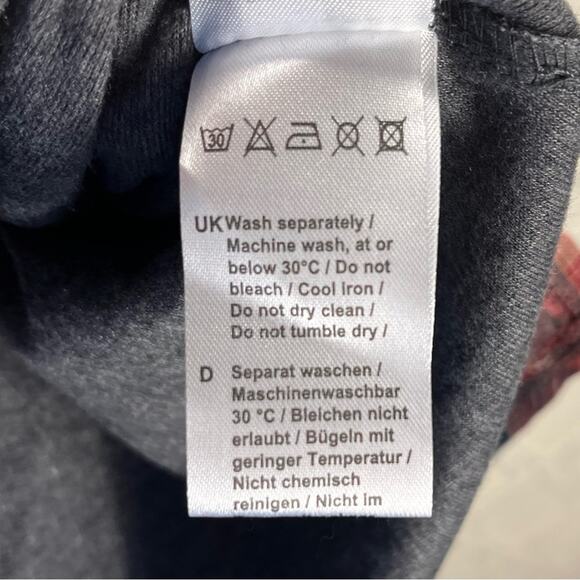 30
UK Wash separately /
Machine wash, at or
below 30°C / Do not
bleach / Cool iron /
Do not dry clean /
Do not tumble dry /
D Separat waschen /
Maschinenwaschbar
30 °C / Bleichen nicht
erlaubt / Bügeln mit
geringer Temperatur /
Nicht chemisch
reinigen / Nicht im